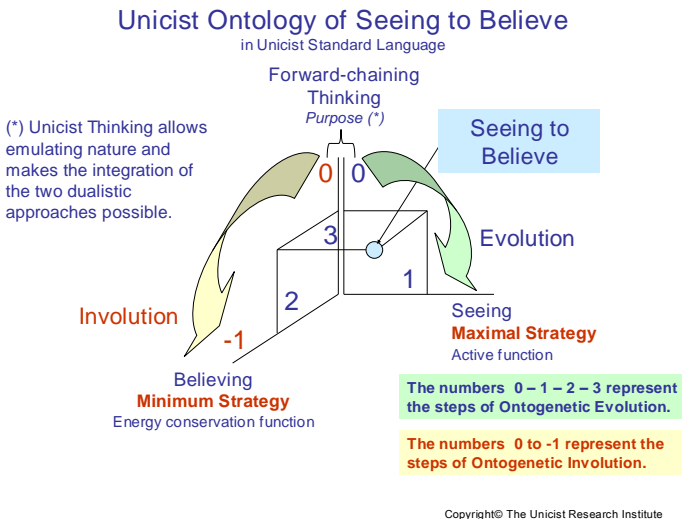 Unicist Ontology of Seeing to Believe
in Unicist Standard Language
Forward-chaining
Thinking
Purpose (*)
(*) Unicist Thinking allows
emulating nature and
makes the integration of
the two dualistic
approaches possible.
Seeing to
Believe
0 0
Evolution
3
1
2
Involution
-1
Seeing
Maximal Strategy
Active function
Believing
Minimum Strategy
Energy conservation function
The numbers 0 – 1 – 2 – 3 represent
the steps of Ontogenetic Evolution.
The numbers 0 to -1 represent the
steps of Ontogenetic Involution.
Copyright© The Unicist Research Institute